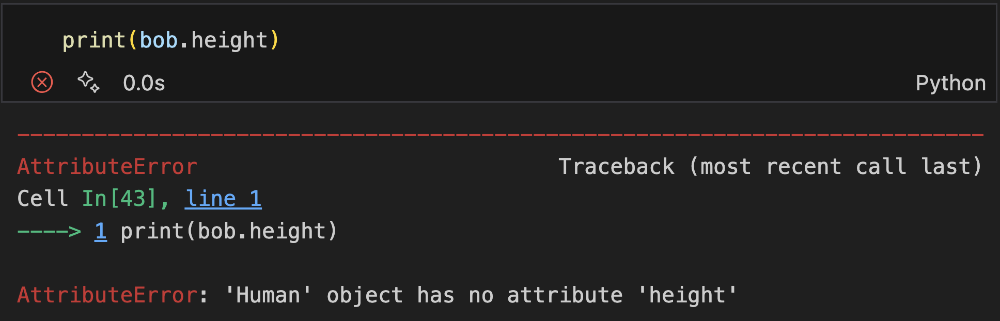 print(bob.height)
0.0s
Python
--------------------------------------------------------------------------- 
AttributeError Traceback (most recent call last)
Cell In[43], line 1
----> 1 print(bob.height)
AttributeError: 'Human' object has no attribute 'height'